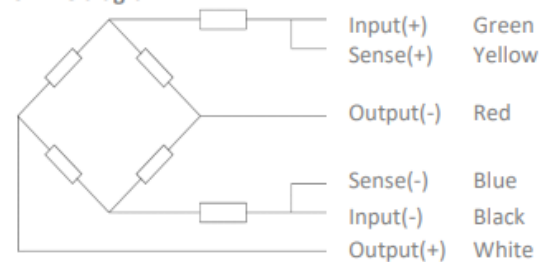 Input(+) Green
Sense(+) Yellow
Output(-) Red
Sense(-) Blue
Input(-) Black
Output(+) White